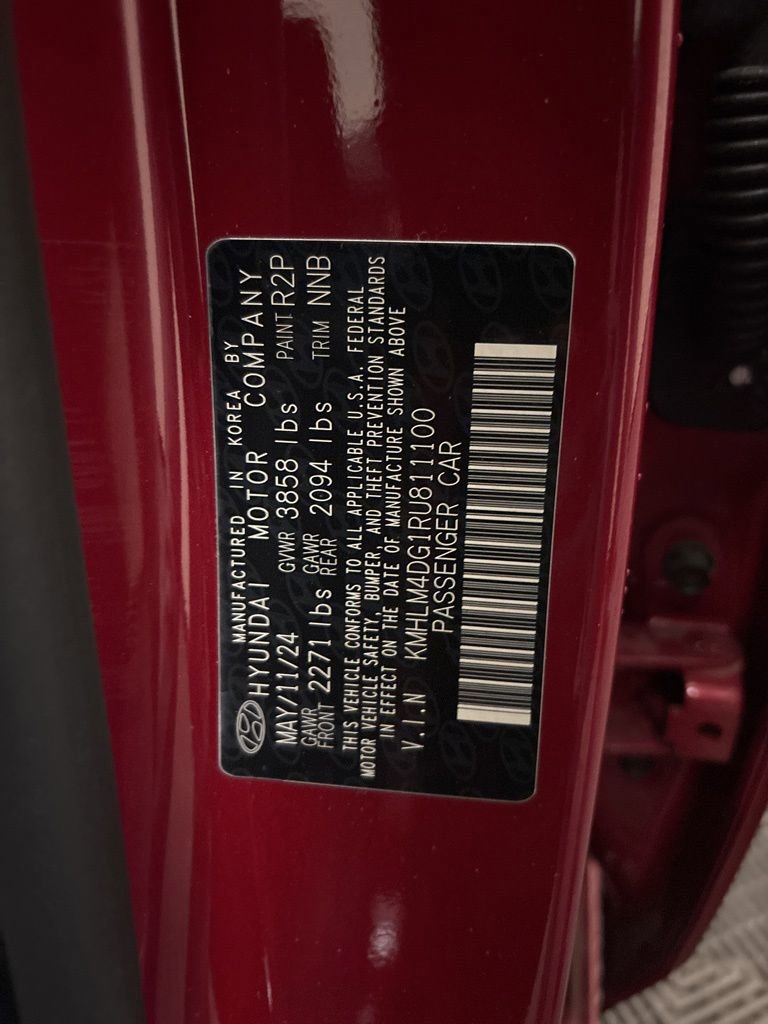 MANUFACTURED IN KOREA BY
HYUNDAI MOTOR COMPANY
MAY/11/24 GVWR 3858 lbs PAINT R2P
GAWR FRONT 2271 lbs GAWR REAR 2094 lbs TRIM NNB
THIS VEHICLE CONFORMS TO ALL APPLICABLE U.S.A. FEDERAL
MOTOR VEHICLE SAFETY, BUMPER, AND THEFT PREVENTION STANDARDS
IN EFFECT ON THE DATE OF MANUFACTURE SHOWN ABOVE
V.I.N KMHLM4DG1RU811100
PASSENGER CAR